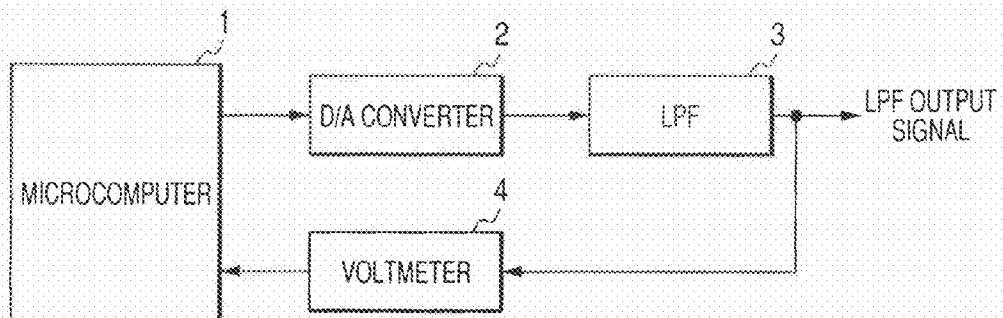 1
2
3
D/A CONVERTER
LPF
LPF OUTPUT
SIGNAL
MICROCOMPUTER
4
VOLTMETER